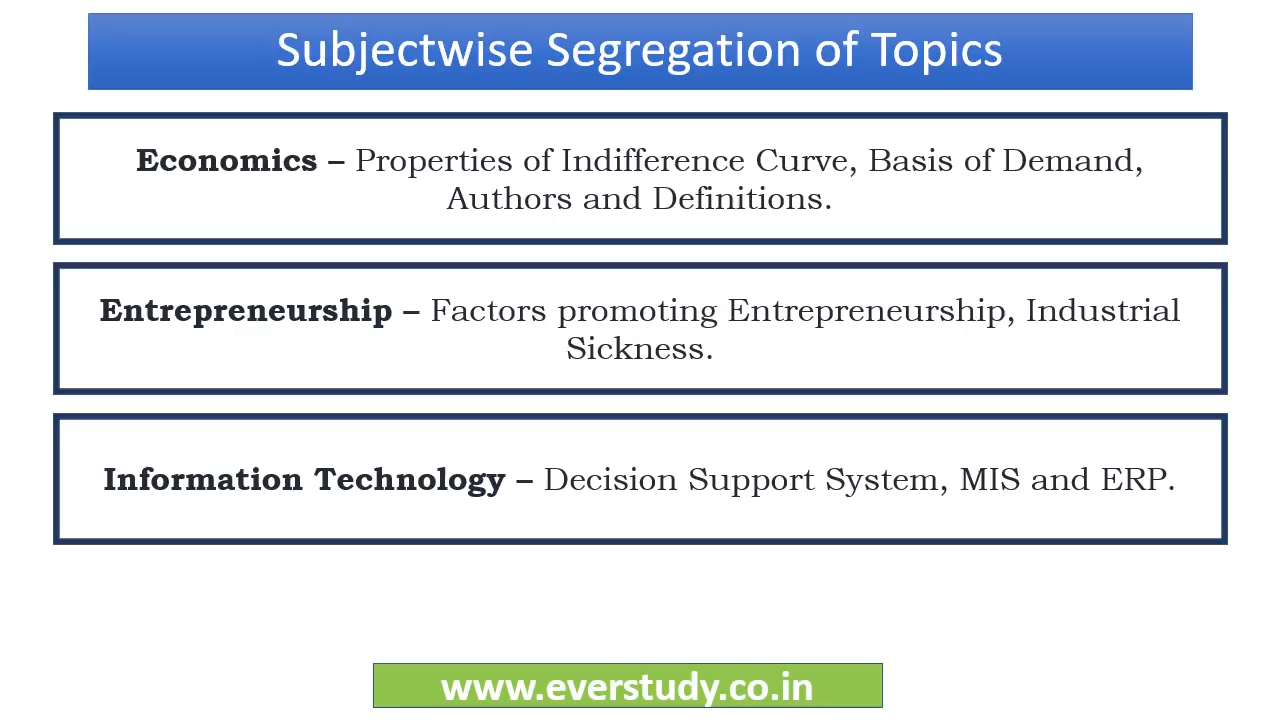 Subjectwise Segregation of Topics
Economics – Properties of Indifference Curve, Basis of Demand,
Authors and Definitions.
Entrepreneurship – Factors promoting Entrepreneurship, Industrial
Sickness.
Information Technology – Decision Support System, MIS and ERP.
www.everstudy.co.in